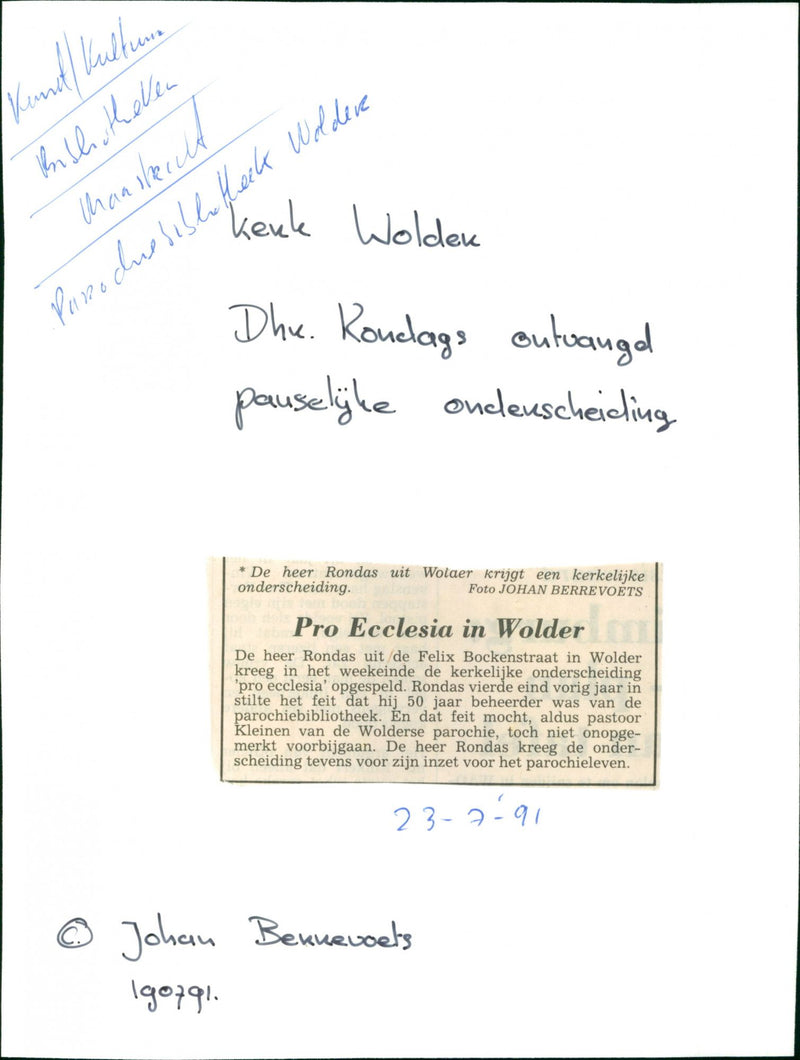 Kunst/Kultuur
Bibliotheken
Maastricht
Parochiebibliotheek Wolder
Kerk Wolder
Dhr. Rondags ontvangd
pauselijke onderscheiding
* De heer Rondas uit Wolder krijgt een kerkelijke
onderscheiding. Foto JOHAN BERREVOETS
Pro Ecclesia in Wolder
De heer Rondas uit de Felix Bockenstraat in Wolder
kreeg in het weekeinde de kerkelijke onderscheiding
'pro ecclesia' opgespeld. Rondas vierde eind vorig jaar in
stilte het feit dat hij 50 jaar beheerder was van de
parochiebibliotheek. En dat feit mocht, aldus pastoor
Kleinen van de Wolderse parochie, toch niet onopge-
merkt voorbijgaan. De heer Rondas kreeg de onder-
scheiding tevens voor zijn inzet voor het parochieleven.
23-7-'91
© Johan Berrevoets
190791.